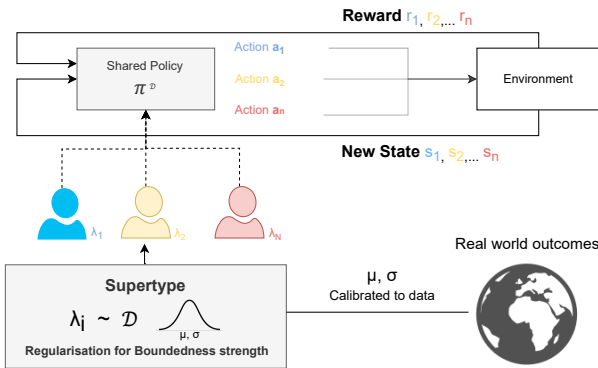 Reward r1, r2,... rn
Shared Policy
π 𝒟
Action a1
Action a2
Action an
Environment
New State s1, s2,... sn
λ1
λ2
λN
Real world outcomes
Supertype
λi ~ 𝒟
μ, σ
Regularisation for Boundedness strength
μ, σ
Calibrated to data